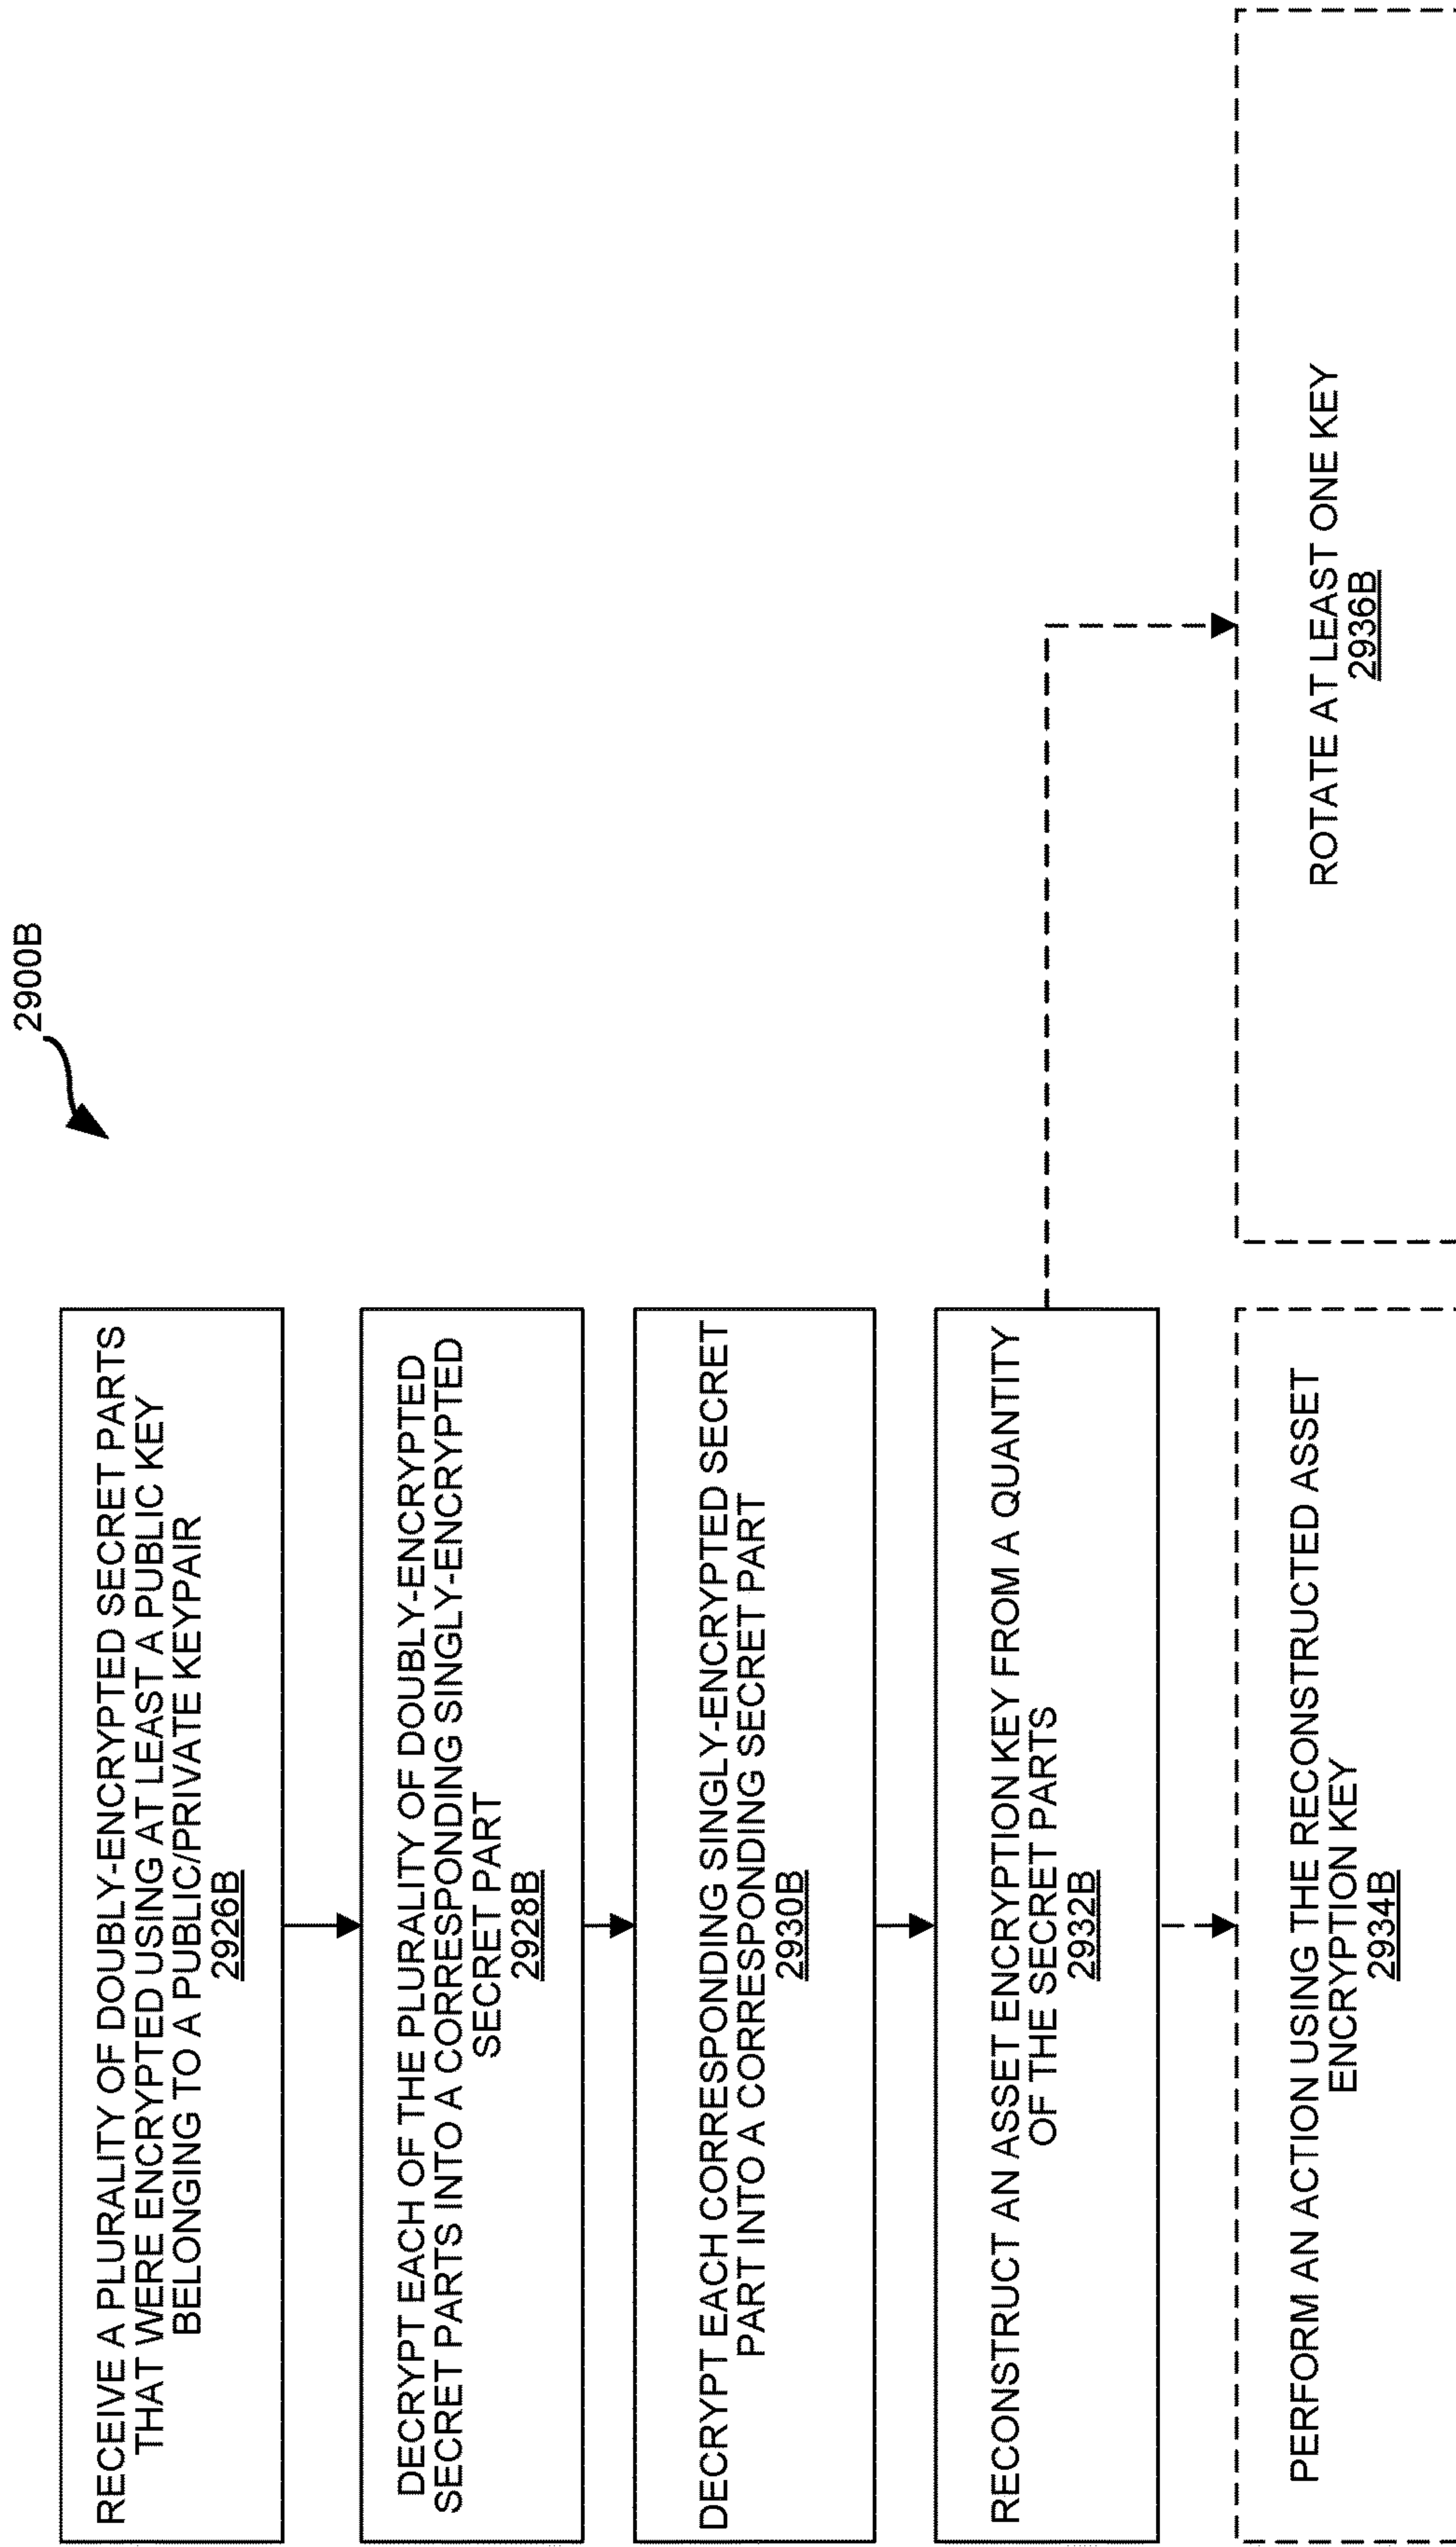 2900B
RECEIVE A PLURALITY OF DOUBLY-ENCRYPTED SECRET PARTS
THAT WERE ENCRYPTED USING AT LEAST A PUBLIC KEY
BELONGING TO A PUBLIC/PRIVATE KEYPAIR
2926B
DECRYPT EACH OF THE PLURALITY OF DOUBLY-ENCRYPTED
SECRET PARTS INTO A CORRESPONDING SINGLY-ENCRYPTED
SECRET PART
2928B
DECRYPT EACH CORRESPONDING SINGLY-ENCRYPTED SECRET
PART INTO A CORRESPONDING SECRET PART
2930B
RECONSTRUCT AN ASSET ENCRYPTION KEY FROM A QUANTITY
OF THE SECRET PARTS
2932B
PERFORM AN ACTION USING THE RECONSTRUCTED ASSET
ENCRYPTION KEY
2934B
ROTATE AT LEAST ONE KEY
2936B